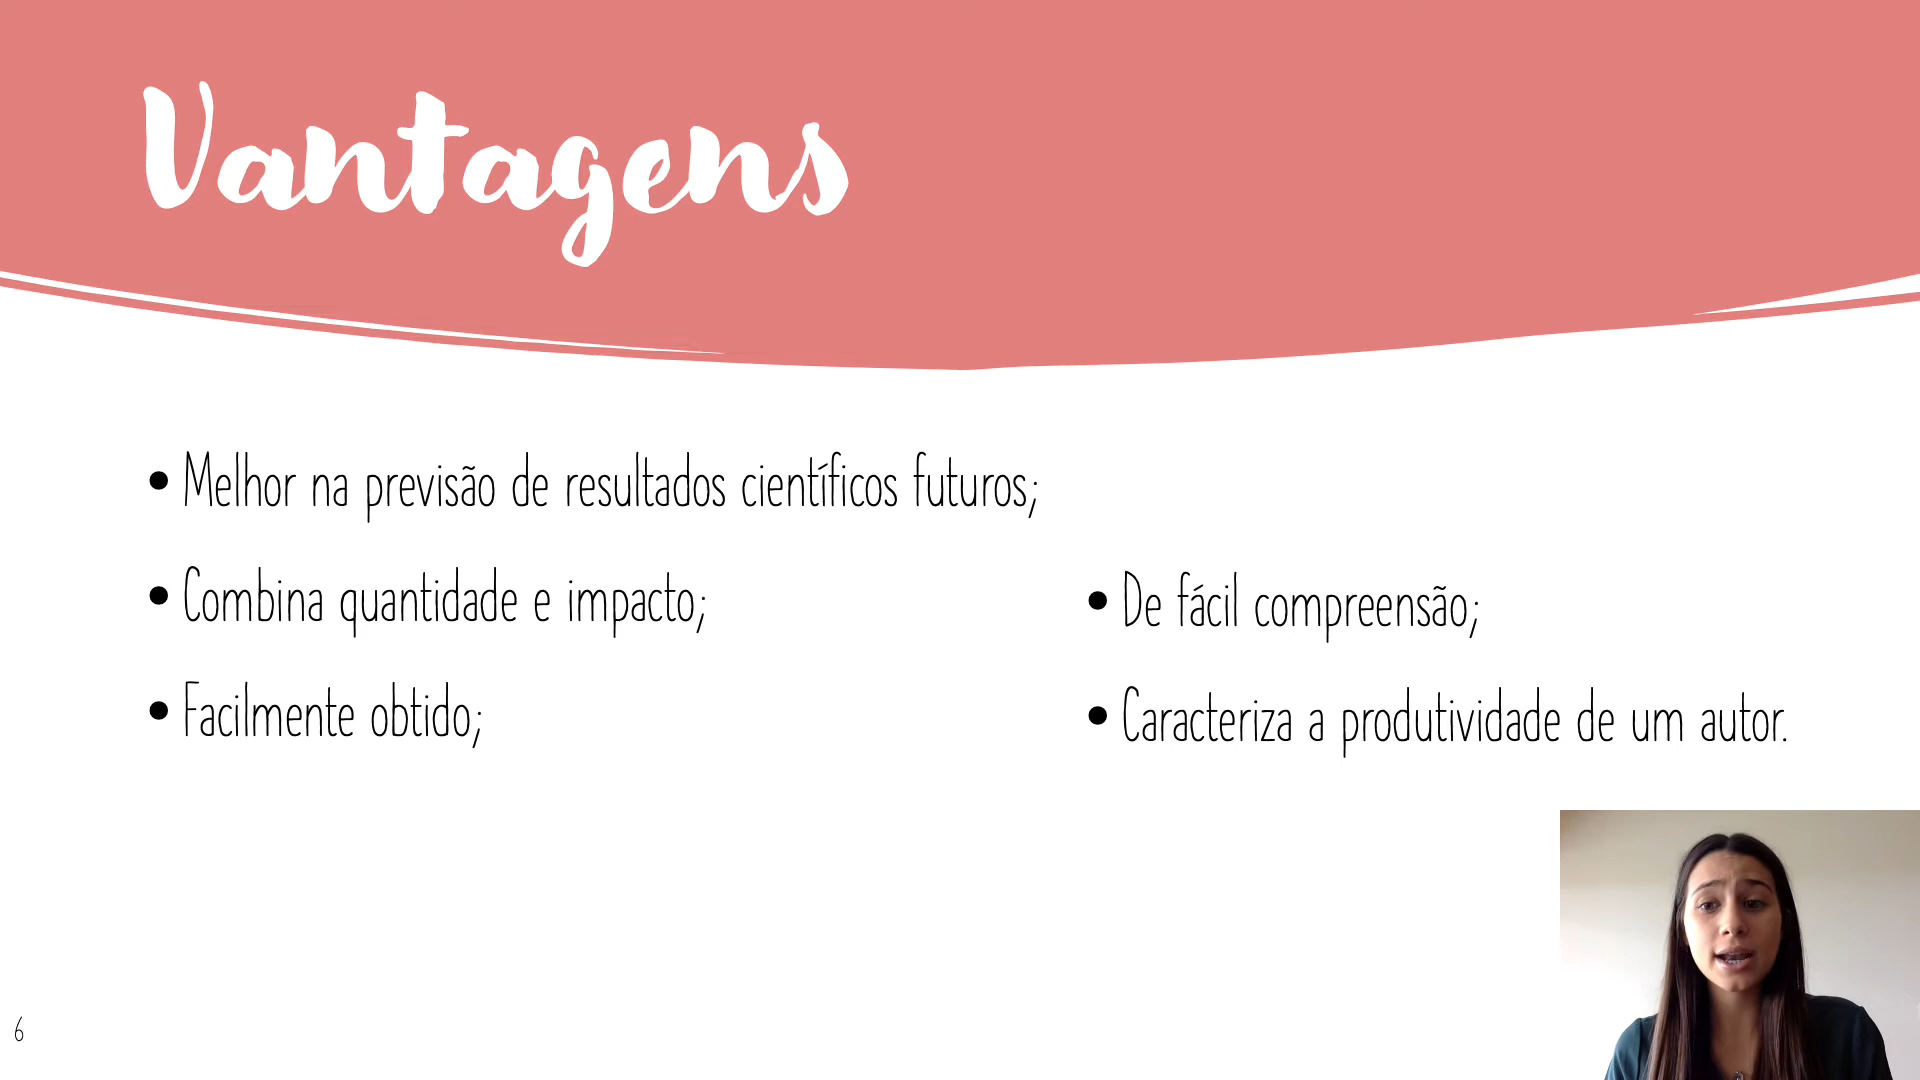 Vantagens
• Melhor na previsão de resultados científicos futuros;
• Combina quantidade e impacto;
• Facilmente obtido;
• De fácil compreensão;
• Caracteriza a produtividade de um autor.
6